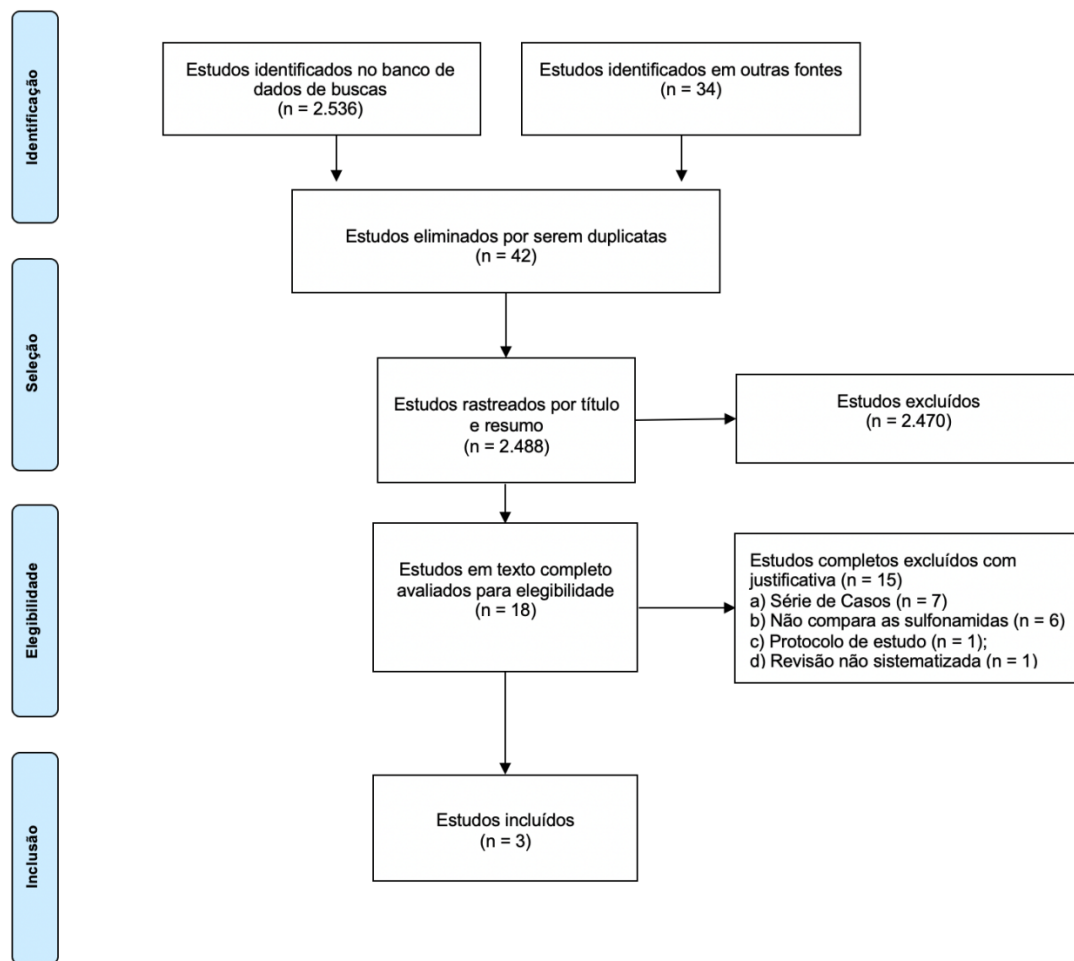 Identificação
Estudos identificados no banco de
dados de buscas
(n = 2.536)
Estudos identificados em outras fontes
(n = 34)
Estudos eliminados por serem duplicatas
(n = 42)
Seleção
Estudos rastreados por título
e resumo
(n = 2.488)
Estudos excluídos
(n = 2.470)
Elegibilidade
Estudos em texto completo
avaliados para elegibilidade
(n = 18)
Estudos completos excluídos com
justificativa (n = 15)
a) Série de Casos (n = 7)
b) Não compara as sulfonamidas (n = 6)
c) Protocolo de estudo (n = 1);
d) Revisão não sistematizada (n = 1)
Inclusão
Estudos incluídos
(n = 3)